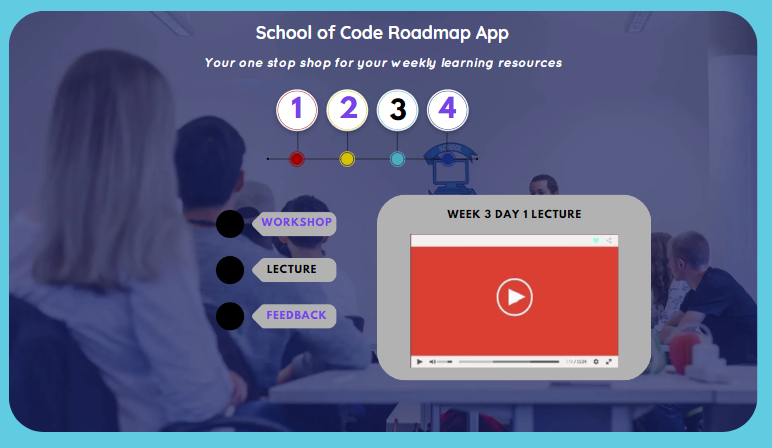 School of Code Roadmap App
Your one stop shop for your weekly learning resources
1 2 3 4
WORKSHOP
LECTURE
FEEDBACK
WEEK 3 DAY 1 LECTURE